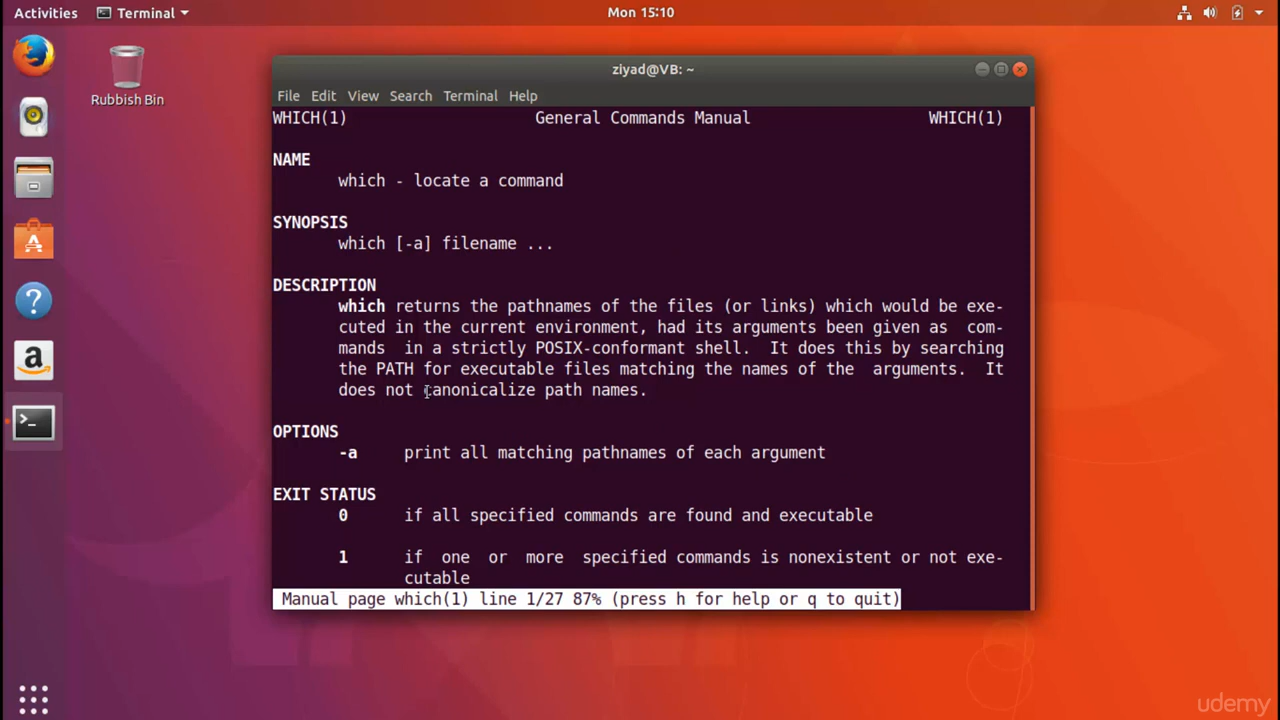 Activities Terminal Mon 15:10
Rubbish Bin
ziyad@VB: ~
File Edit View Search Terminal Help
WHICH(1) General Commands Manual WHICH(1)
NAME
which - locate a command
SYNOPSIS
which [-a] filename ...
DESCRIPTION
which returns the pathnames of the files (or links) which would be exe-
cuted in the current environment, had its arguments been given as com-
mands in a strictly POSIX-conformant shell. It does this by searching
the PATH for executable files matching the names of the arguments. It
does not canonicalize path names.
OPTIONS
-a print all matching pathnames of each argument
EXIT STATUS
0 if all specified commands are found and executable
1 if one or more specified commands is nonexistent or not exe-
cutable
Manual page which(1) line 1/27 87% (press h for help or q to quit)
udemy